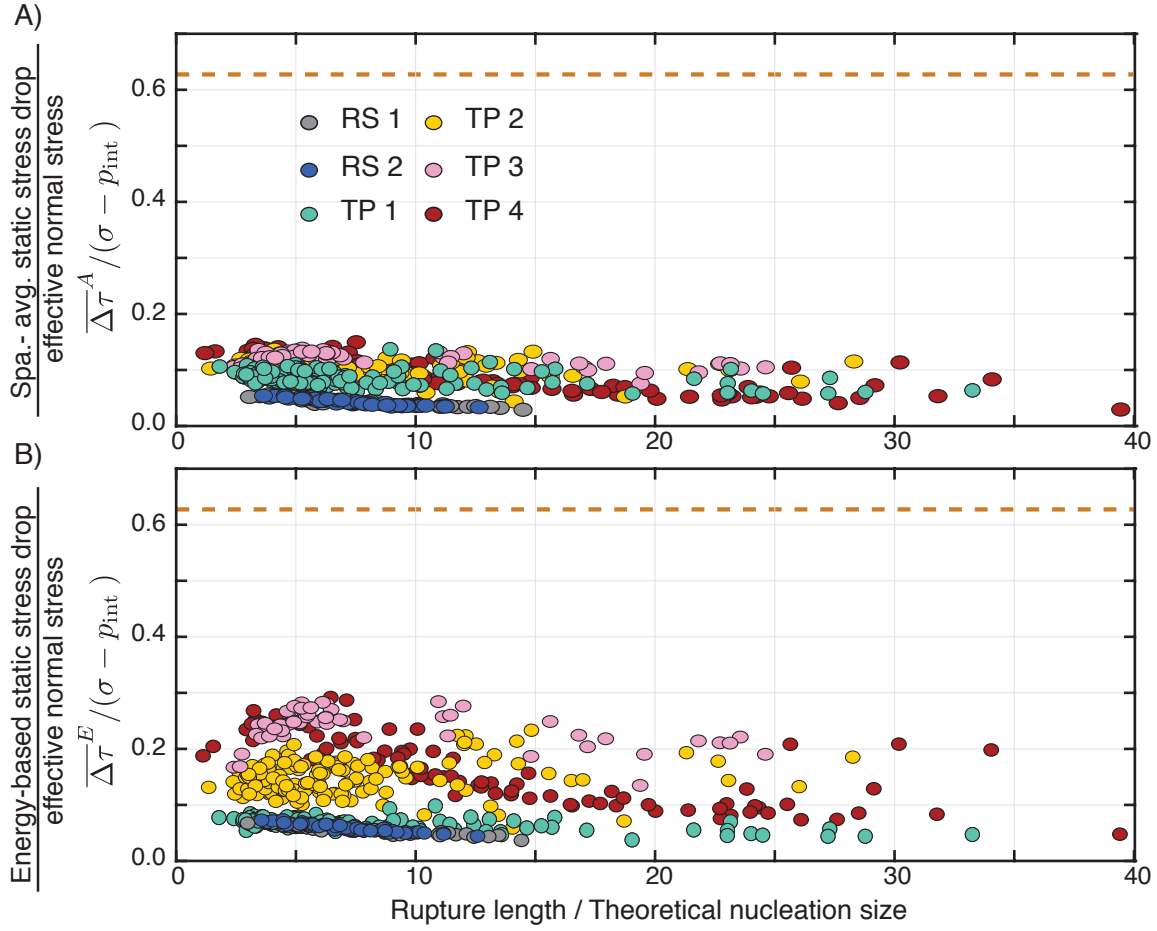 A)
Spa.- avg. static stress drop
effective normal stress
$\overline{\Delta\tau}^{A}/(\sigma - p_{\mathrm{int}})$
0.6
0.4
0.2
0.0
RS 1
TP 2
RS 2
TP 3
TP 1
TP 4
0 10 20 30 40
B)
Energy-based static stress drop
effective normal stress
$\overline{\Delta\tau}^{E}/(\sigma - p_{\mathrm{int}})$
0.6
0.4
0.2
0.0
0 10 20 30 40
Rupture length / Theoretical nucleation size